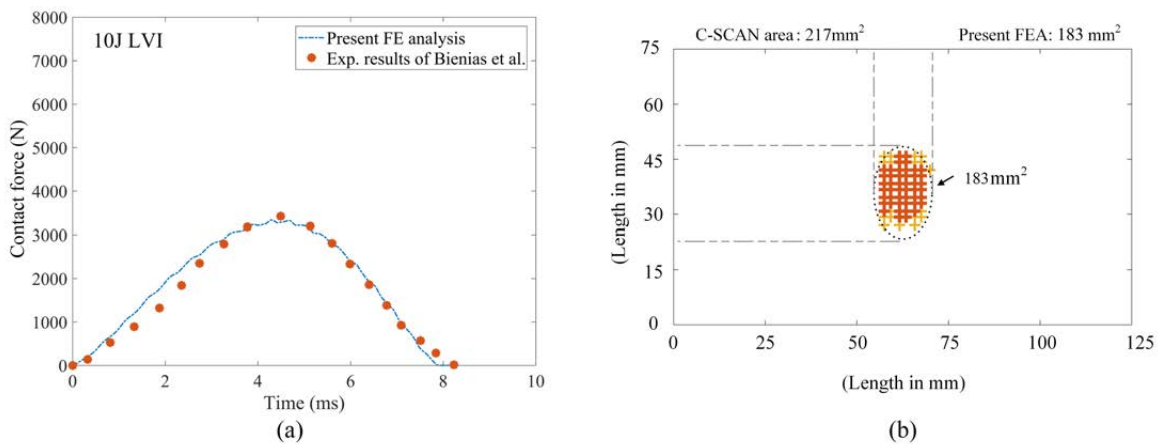 10J LVI
Present FE analysis
Exp. results of Bienias et al.
8000
7000
6000
5000
4000
3000
2000
1000
0
Contact force (N)
0 2 4 6 8 10
Time (ms)
(a)
C-SCAN area : 217mm² Present FEA: 183 mm²
75
60
45
30
15
0
(Length in mm)
183mm²
0 25 50 75 100 125
(Length in mm)
(b)